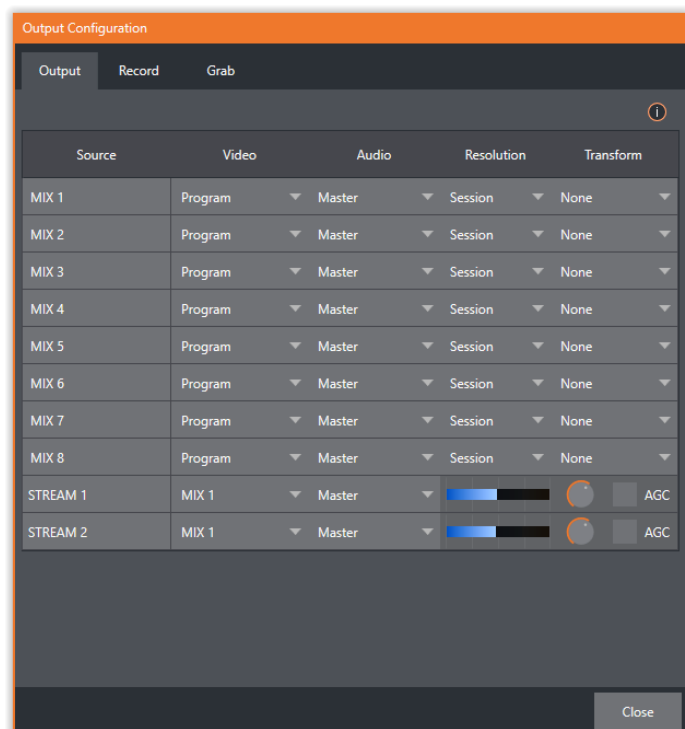 Output Configuration
Output Record Grab
i
Source Video Audio Resolution Transform
MIX 1 Program Master Session None
MIX 2 Program Master Session None
MIX 3 Program Master Session None
MIX 4 Program Master Session None
MIX 5 Program Master Session None
MIX 6 Program Master Session None
MIX 7 Program Master Session None
MIX 8 Program Master Session None
STREAM 1 MIX 1 Master AGC
STREAM 2 MIX 1 Master AGC
Close